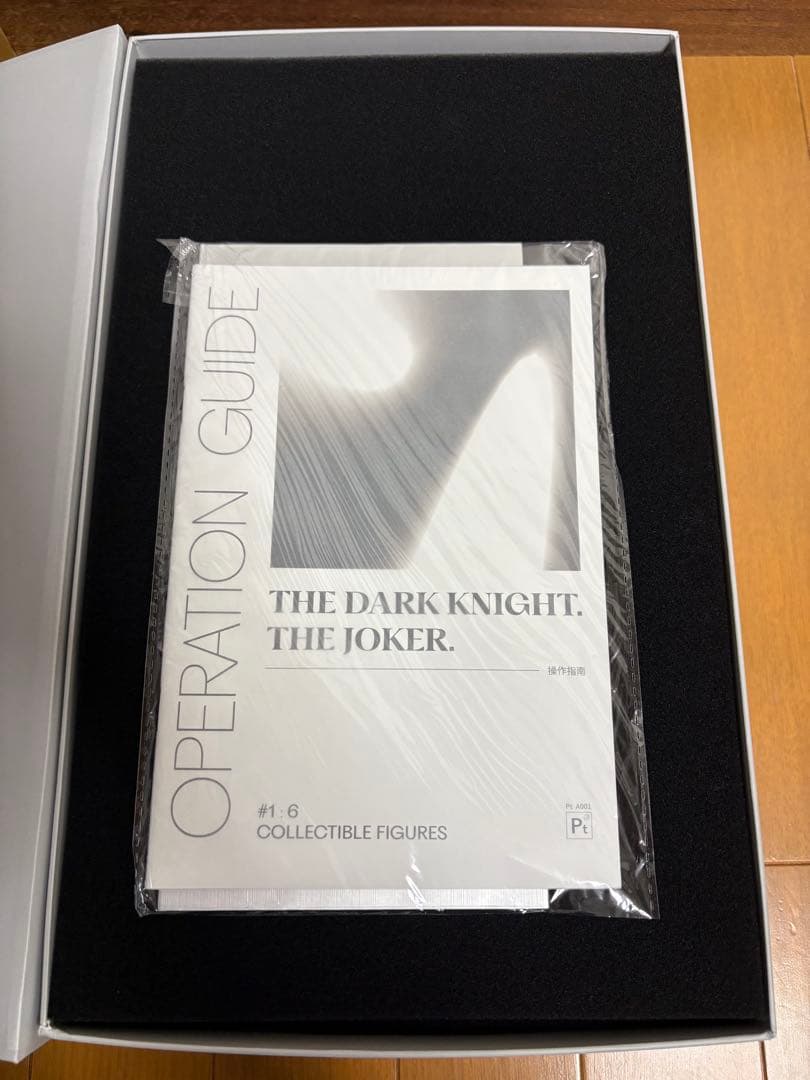 OPERATION GUIDE
THE DARK KNIGHT.
THE JOKER.
操作指南
#1 : 6
COLLECTIBLE FIGURES
Pt A001
Pt